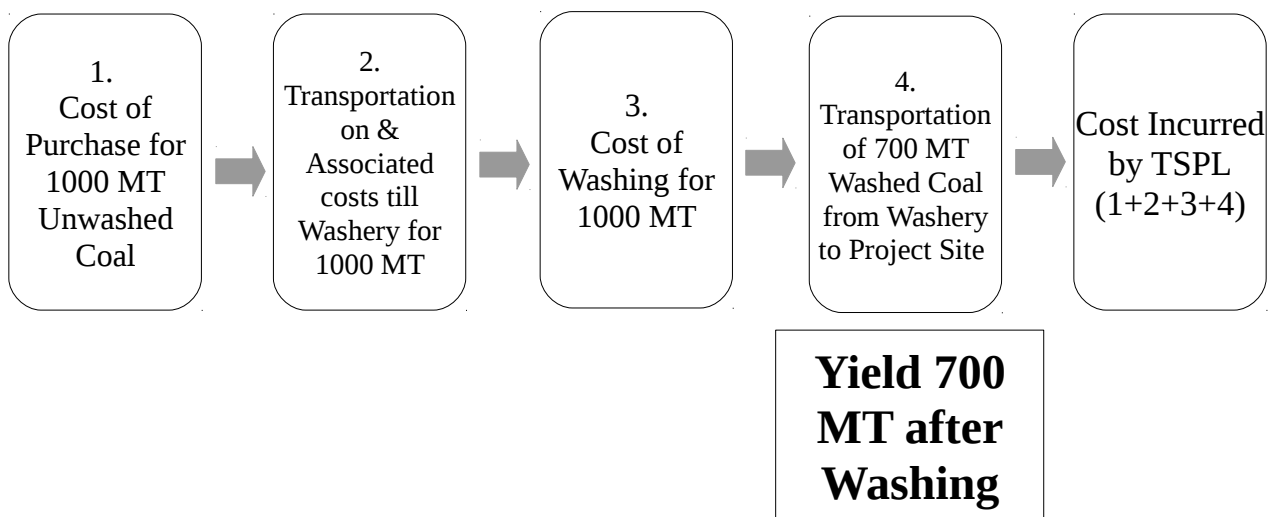 1.
Cost of
Purchase for
1000 MT
Unwashed
Coal
2.
Transportation
on &
Associated
costs till
Washery for
1000 MT
3.
Cost of
Washing for
1000 MT
4.
Transportation
of 700 MT
Washed Coal
from Washery
to Project Site
Cost Incurred
by TSPL
(1+2+3+4)
Yield 700
MT after
Washing